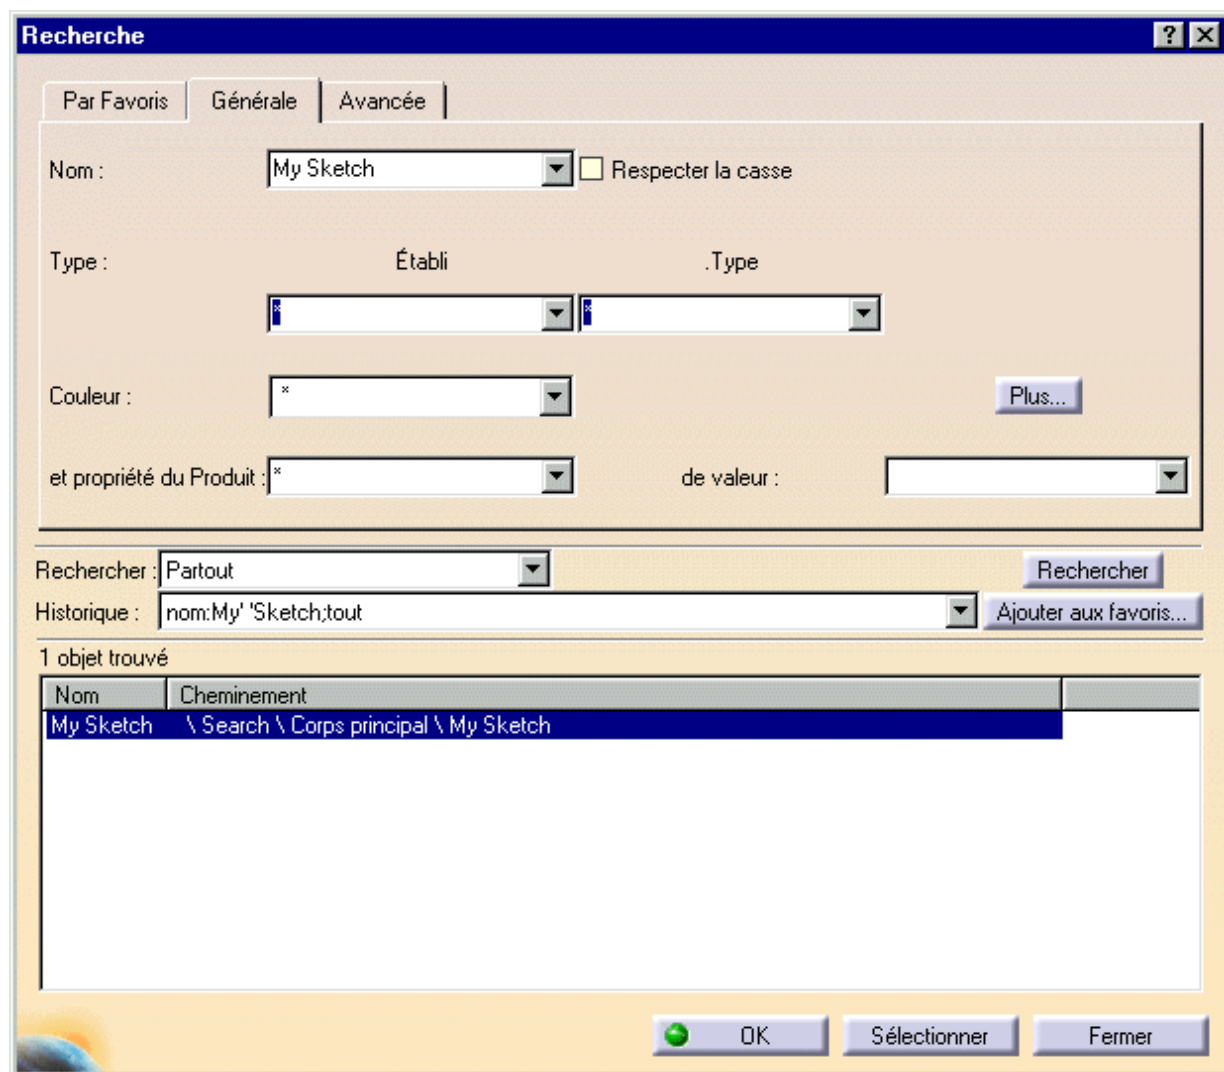 Recherche
Par Favoris Générale Avancée
Nom : My Sketch Respecter la casse
Type : Établi .Type
* *
Couleur : * Plus...
et propriété du Produit : * de valeur :
Rechercher : Partout Rechercher
Historique : nom:My' 'Sketch;tout Ajouter aux favoris...
1 objet trouvé
Nom Cheminement
My Sketch \ Search \ Corps principal \ My Sketch
OK Sélectionner Fermer